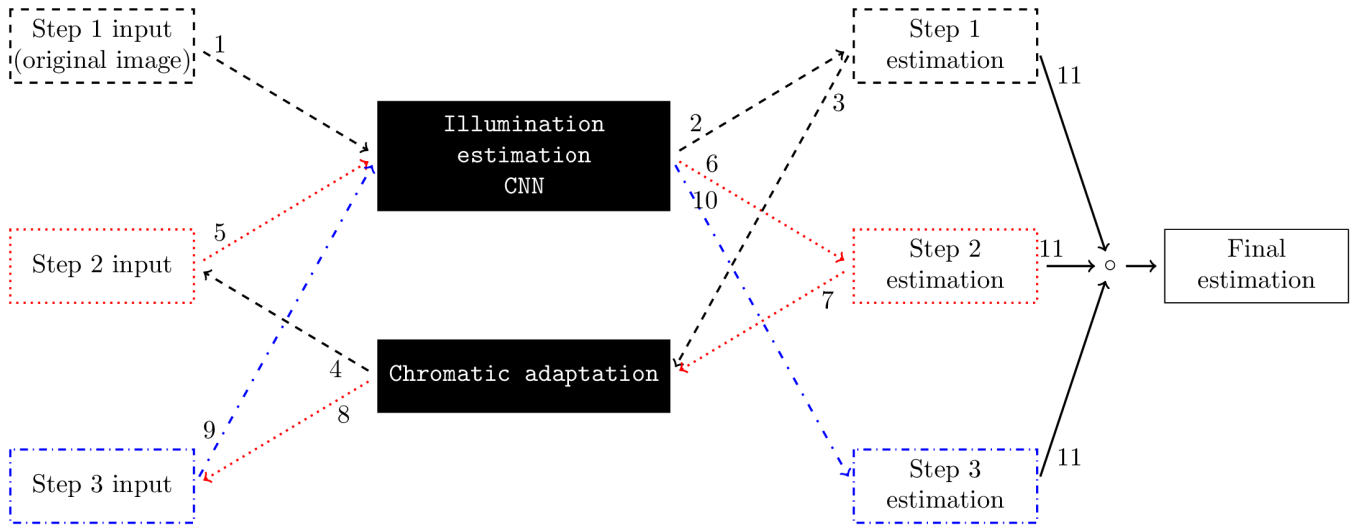 Step 1 input
(original image)
1
Illumination
estimation
CNN
2
6
10
Step 1
estimation
3
11
Step 2 input
5
Step 2
estimation
7
11
Final
estimation
4
8
Chromatic adaptation
Step 3 input
9
Step 3
estimation
11